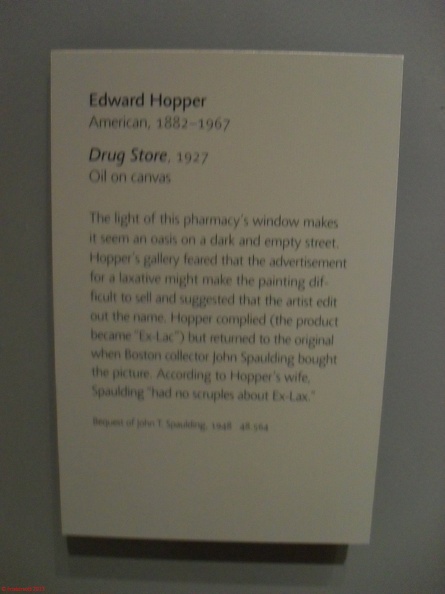 Edward Hopper
American, 1882–1967
Drug Store, 1927
Oil on canvas
The light of this pharmacy's window makes
it seem an oasis on a dark and empty street.
Hopper's gallery feared that the advertisement
for a laxative might make the painting dif-
ficult to sell and suggested that the artist edit
out the name. Hopper complied (the product
became "Ex-Lac") but returned to the original
when Boston collector John Spaulding bought
the picture. According to Hopper's wife,
Spaulding "had no scruples about Ex-Lax."
Bequest of John T. Spaulding, 1948 48.564